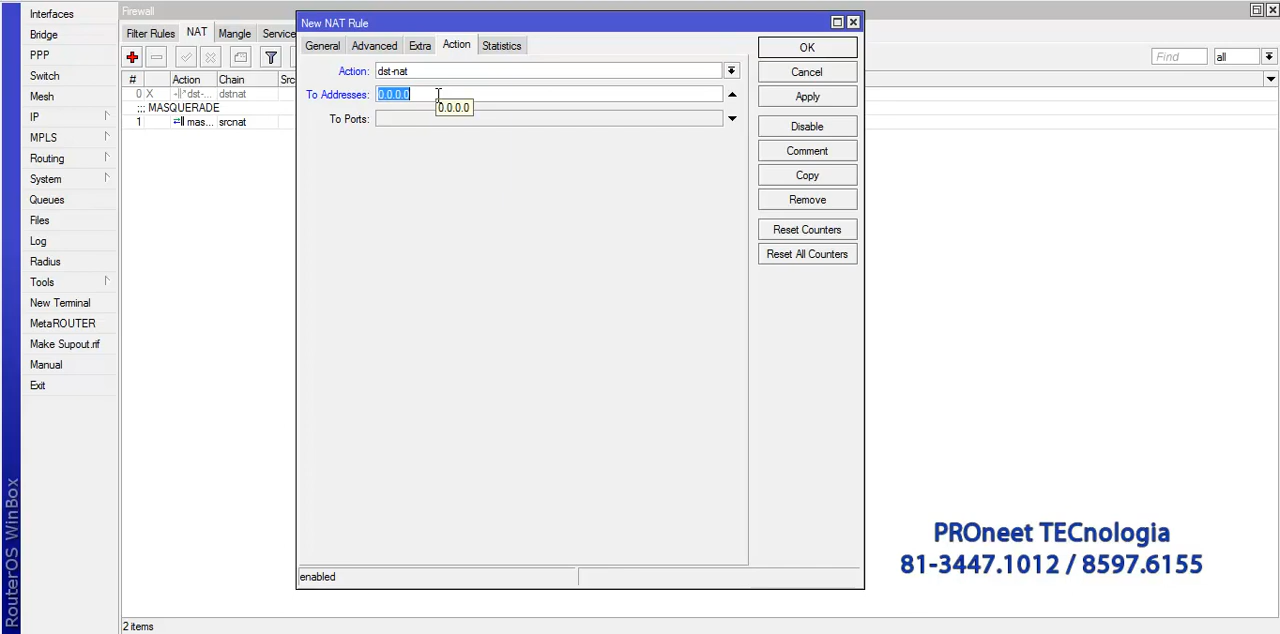 Firewall
Interfaces
Bridge
PPP
Switch
Mesh
IP
MPLS
Routing
System
Queues
Files
Log
Radius
Tools
New Terminal
MetaROUTER
Make Supout.rif
Manual
Exit
RouterOS WinBox
Filter Rules NAT Mangle Service
Find all
# Action Chain Src
0 X dst-... dstnat
;;; MASQUERADE
1 mas... srcnat
2 items
New NAT Rule
General Advanced Extra Action Statistics
Action: dst-nat
To Addresses: 0.0.0.0
0.0.0.0
To Ports:
OK
Cancel
Apply
Disable
Comment
Copy
Remove
Reset Counters
Reset All Counters
enabled
PROneet TECnologia
81-3447.1012 / 8597.6155